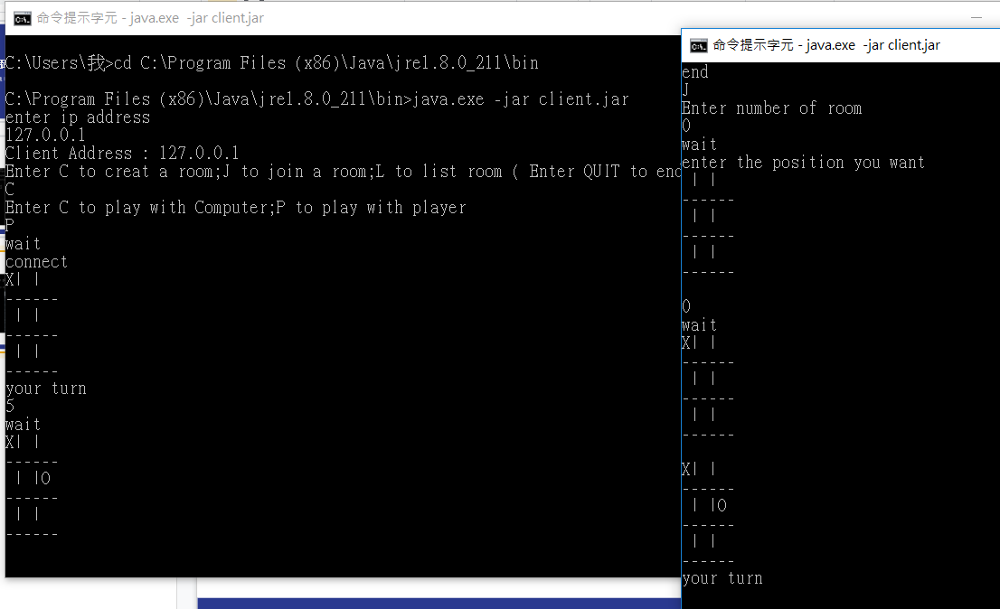 命令提示字元 - java.exe  -jar client.jar
C:\Users\我>cd C:\Program Files (x86)\Java\jre1.8.0_211\bin
C:\Program Files (x86)\Java\jre1.8.0_211\bin>java.exe -jar client.jar
enter ip address
127.0.0.1
Client Address : 127.0.0.1
Enter C to creat a room;J to join a room;L to list room ( Enter QUIT to end
C
Enter C to play with Computer;P to play with player
P
wait
connect
X| |
------
 | |
------
 | |
------
your turn
5
wait
X| |
------
 | |O
------
 | |
------
命令提示字元 - java.exe  -jar client.jar
end
J
Enter number of room
0
wait
enter the position you want
 | |
------
 | |
------
 | |
------
0
wait
X| |
------
 | |
------
 | |
------
X| |
------
 | |O
------
 | |
------
your turn